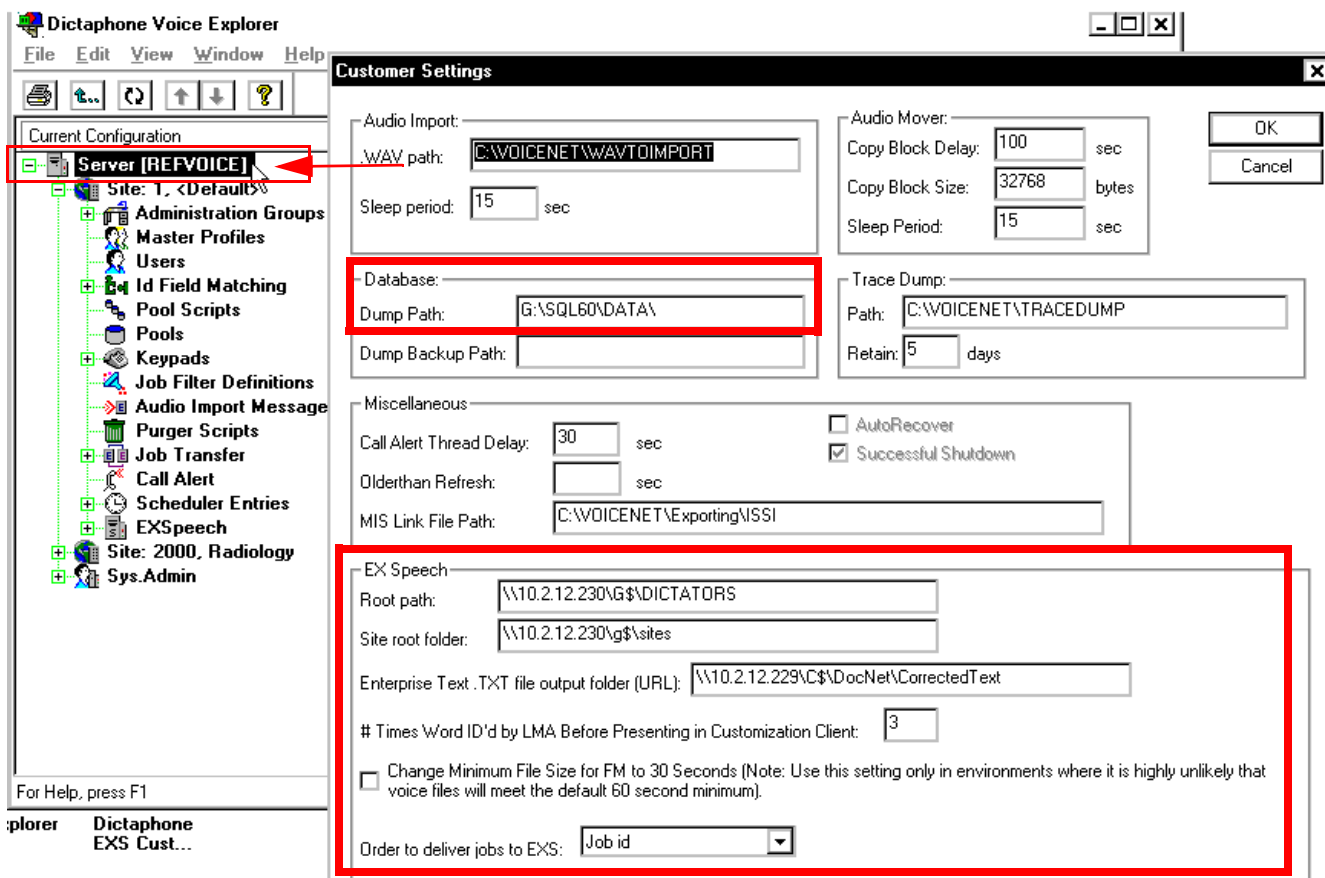 Dictaphone Voice Explorer
File Edit View Window Help
Current Configuration
Server [REFVOICE]
Site: 1, <Default>
Administration Groups
Master Profiles
Users
Id Field Matching
Pool Scripts
Pools
Keypads
Job Filter Definitions
Audio Import Message
Purger Scripts
Job Transfer
Call Alert
Scheduler Entries
EXSpeech
Site: 2000, Radiology
Sys.Admin
For Help, press F1
plorer Dictaphone
EXS Cust...
Customer Settings
Audio Import:
.WAV path: C:\VOICENET\WAVTOIMPORT
Sleep period: 15 sec
Audio Mover:
Copy Block Delay: 100 sec
Copy Block Size: 32768 bytes
Sleep Period: 15 sec
OK
Cancel
Database:
Dump Path: G:\SQL60\DATA\
Dump Backup Path:
Trace Dump:
Path: C:\VOICENET\TRACEDUMP
Retain: 5 days
Miscellaneous
Call Alert Thread Delay: 30 sec
Olderthan Refresh: sec
MIS Link File Path: C:\VOICENET\Exporting\ISSI
AutoRecover
Successful Shutdown
EX Speech
Root path: \\10.2.12.230\G$\DICTATORS
Site root folder: \\10.2.12.230\g$\sites
Enterprise Text .TXT file output folder (URL): \\10.2.12.229\C$\DocNet\CorrectedText
# Times Word ID'd by LMA Before Presenting in Customization Client: 3
Change Minimum File Size for FM to 30 Seconds (Note: Use this setting only in environments where it is highly unlikely that
voice files will meet the default 60 second minimum).
Order to deliver jobs to EXS: Job id